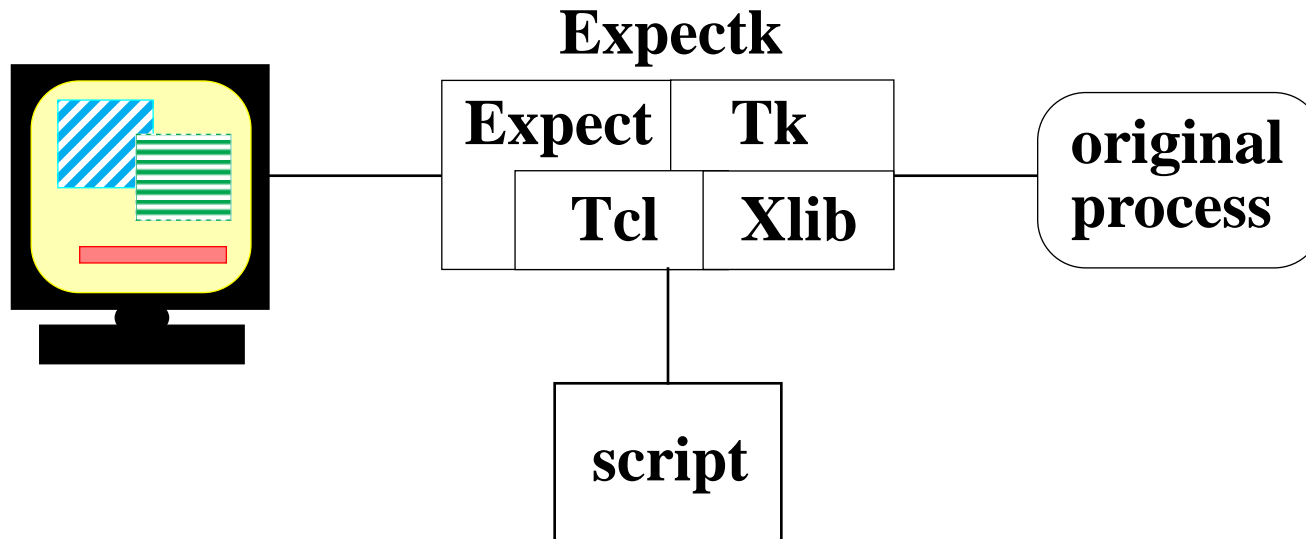 Expectk
Expect
Tk
original
process
Tcl
Xlib
script